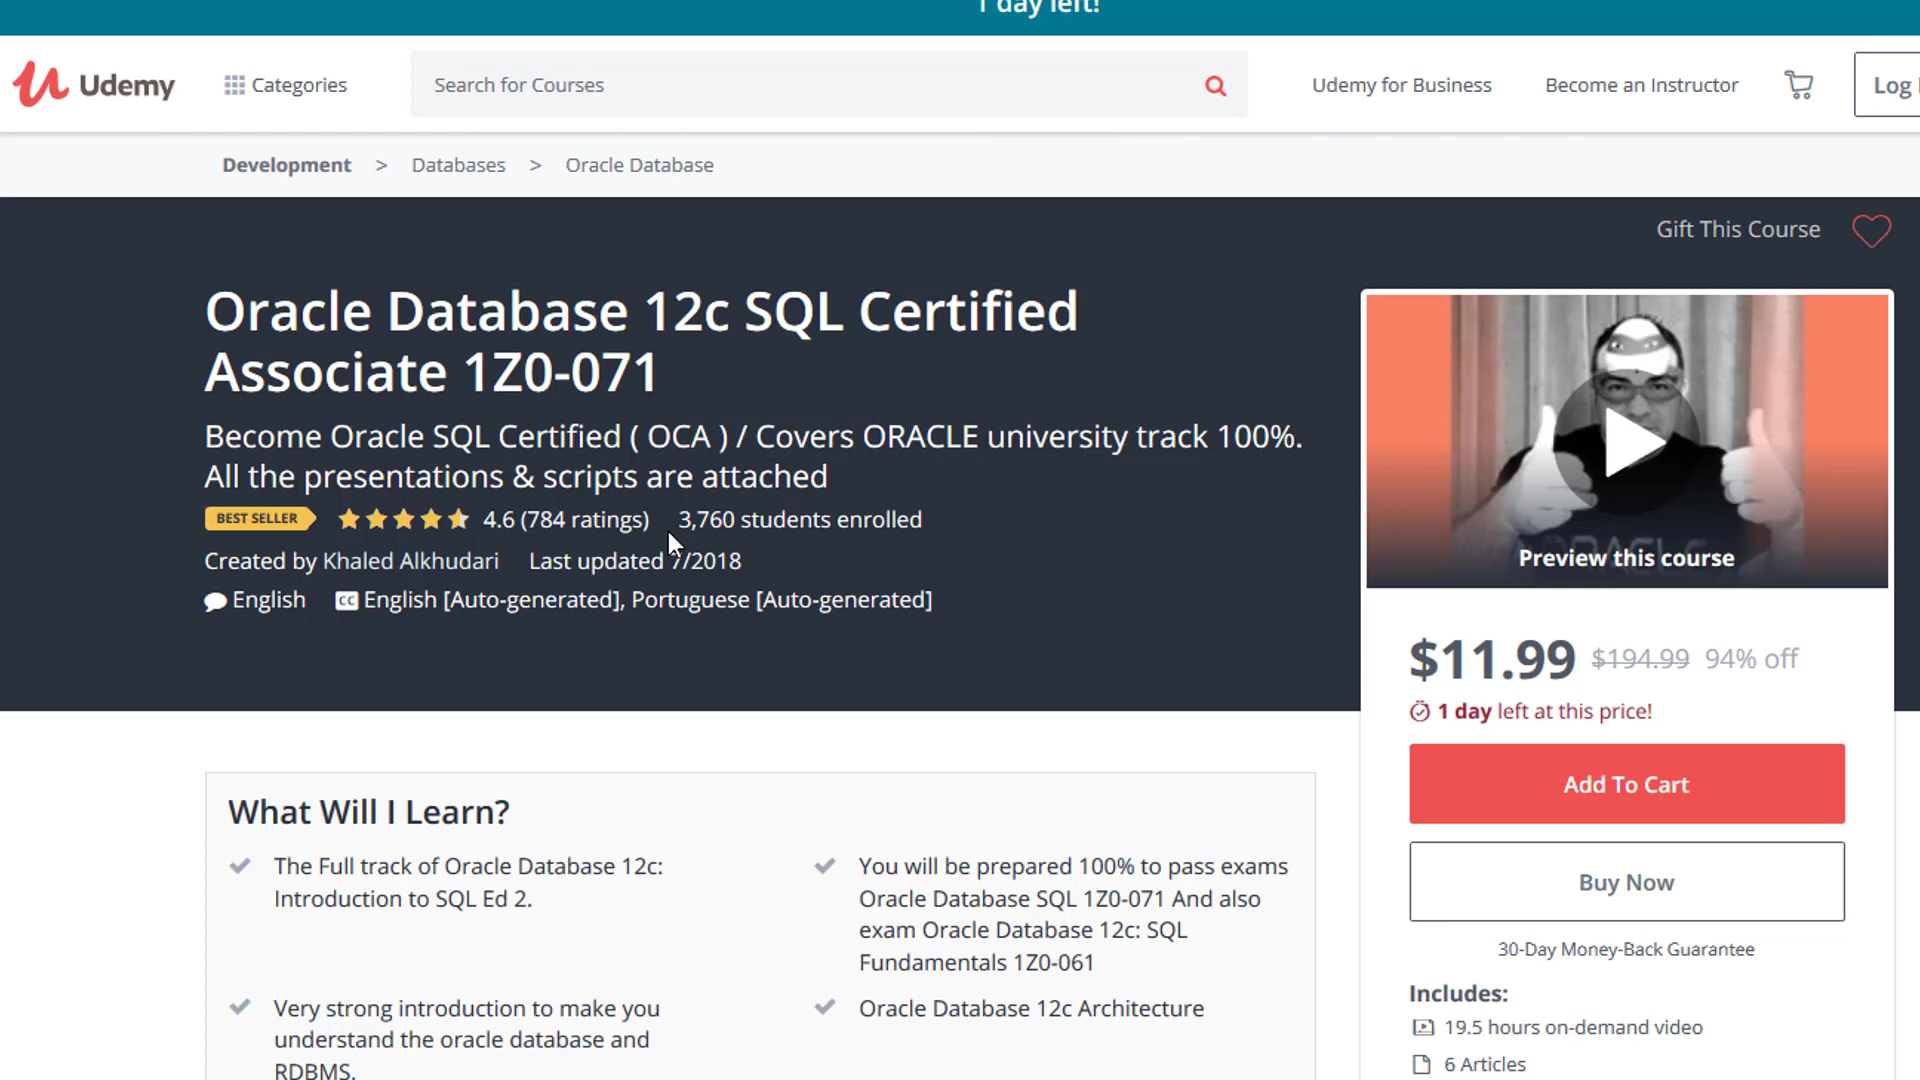 1 day left!
Udemy
Categories
Search for Courses
Udemy for Business
Become an Instructor
Log
Development > Databases > Oracle Database
Gift This Course
Oracle Database 12c SQL Certified
Associate 1Z0-071
Become Oracle SQL Certified ( OCA ) / Covers ORACLE university track 100%.
All the presentations & scripts are attached
BEST SELLER 4.6 (784 ratings) 3,760 students enrolled
Created by Khaled Alkhudari Last updated 7/2018
English CC English [Auto-generated], Portuguese [Auto-generated]
Preview this course
$11.99 $194.99 94% off
1 day left at this price!
Add To Cart
Buy Now
30-Day Money-Back Guarantee
Includes:
19.5 hours on-demand video
6 Articles
What Will I Learn?
The Full track of Oracle Database 12c:
Introduction to SQL Ed 2.
You will be prepared 100% to pass exams
Oracle Database SQL 1Z0-071 And also
exam Oracle Database 12c: SQL
Fundamentals 1Z0-061
Very strong introduction to make you
understand the oracle database and
RDBMS.
Oracle Database 12c Architecture